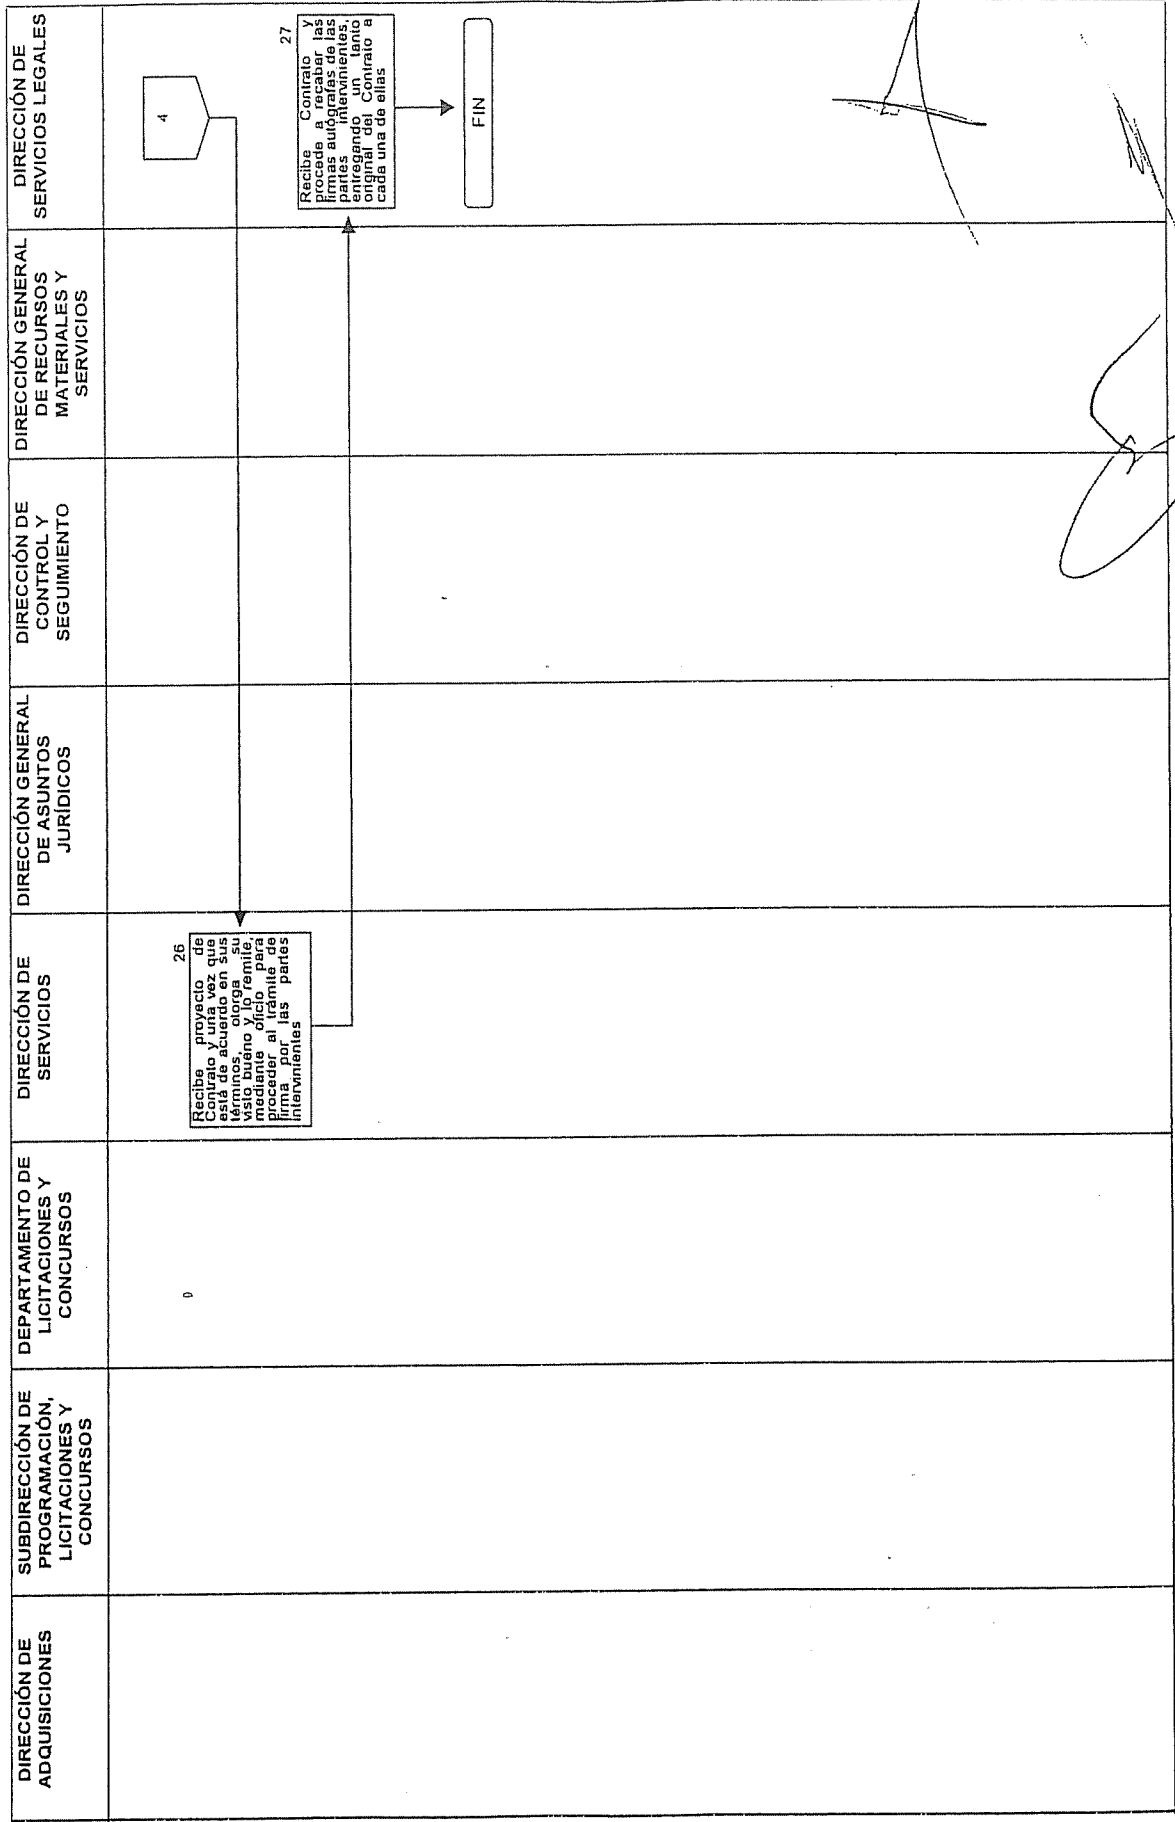 DIRECCIÓN DE
ADQUISICIONES
SUBDIRECCIÓN DE
PROGRAMACIÓN,
LICITACIONES Y
CONCURSOS
DEPARTAMENTO DE
LICITACIONES Y
CONCURSOS
DIRECCIÓN DE
SERVICIOS
DIRECCIÓN GENERAL
DE ASUNTOS
JURÍDICOS
DIRECCIÓN DE
CONTROL Y
SEGUIMIENTO
DIRECCIÓN GENERAL
DE RECURSOS
MATERIALES Y
SERVICIOS
DIRECCIÓN DE
SERVICIOS LEGALES
4
26
Recibe proyecto de
Contrato y una vez que
está de acuerdo en sus
términos, otorga su
visto bueno y lo remite,
mediante oficio para
proceder al trámite de
firma por las partes
intervinientes
27
Recibe Contrato y
procede a recabar las
firmas autógrafas de las
partes intervinientes,
entregando un tanto
original del Contrato a
cada una de ellas
FIN